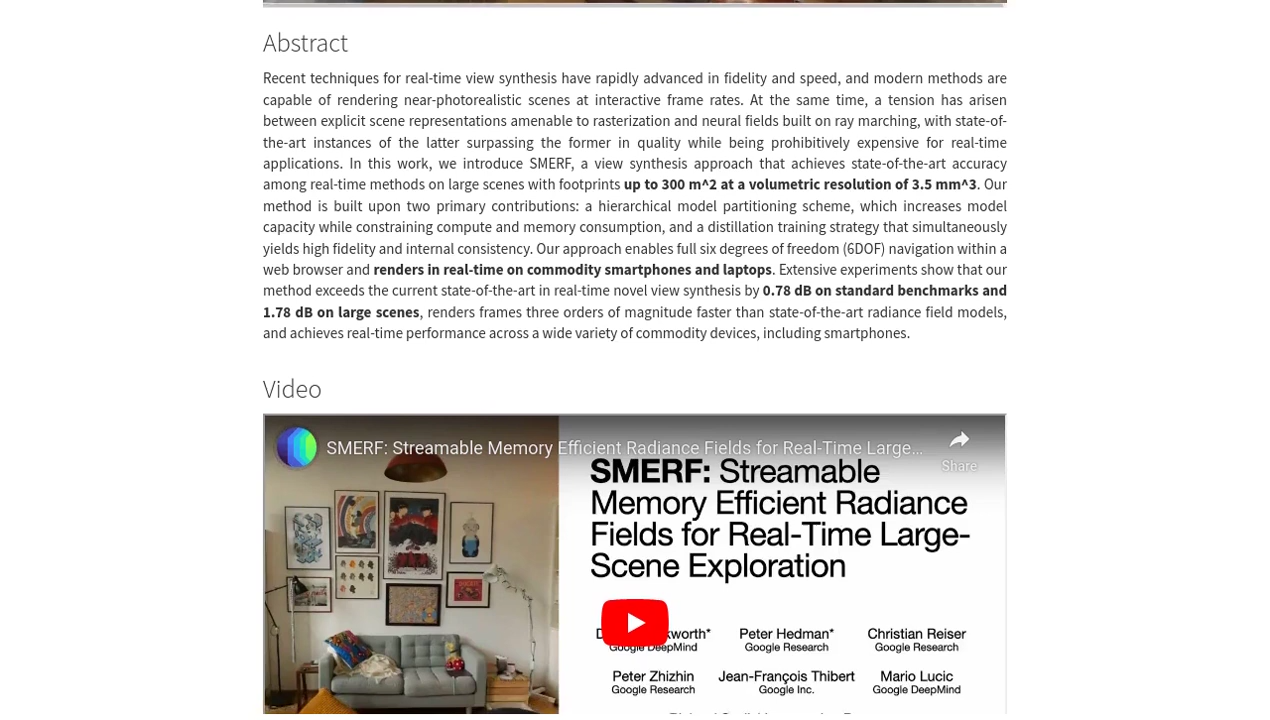 Abstract
Recent techniques for real-time view synthesis have rapidly advanced in fidelity and speed, and modern methods are
capable of rendering near-photorealistic scenes at interactive frame rates. At the same time, a tension has arisen
between explicit scene representations amenable to rasterization and neural fields built on ray marching, with state-of-
the-art instances of the latter surpassing the former in quality while being prohibitively expensive for real-time
applications. In this work, we introduce SMERF, a view synthesis approach that achieves state-of-the-art accuracy
among real-time methods on large scenes with footprints up to 300 m^2 at a volumetric resolution of 3.5 mm^3. Our
method is built upon two primary contributions: a hierarchical model partitioning scheme, which increases model
capacity while constraining compute and memory consumption, and a distillation training strategy that simultaneously
yields high fidelity and internal consistency. Our approach enables full six degrees of freedom (6DOF) navigation within a
web browser and renders in real-time on commodity smartphones and laptops. Extensive experiments show that our
method exceeds the current state-of-the-art in real-time novel view synthesis by 0.78 dB on standard benchmarks and
1.78 dB on large scenes, renders frames three orders of magnitude faster than state-of-the-art radiance field models,
and achieves real-time performance across a wide variety of commodity devices, including smartphones.
Video
SMERF: Streamable Memory Efficient Radiance Fields for Real-Time Large...
Share
SMERF: Streamable
Memory Efficient Radiance
Fields for Real-Time Large-
Scene Exploration
Peter Hedman* Christian Reiser
Google DeepMind Google Research Google Research
Peter Zhizhin Jean-François Thibert Mario Lucic
Google Research Google Inc. Google DeepMind